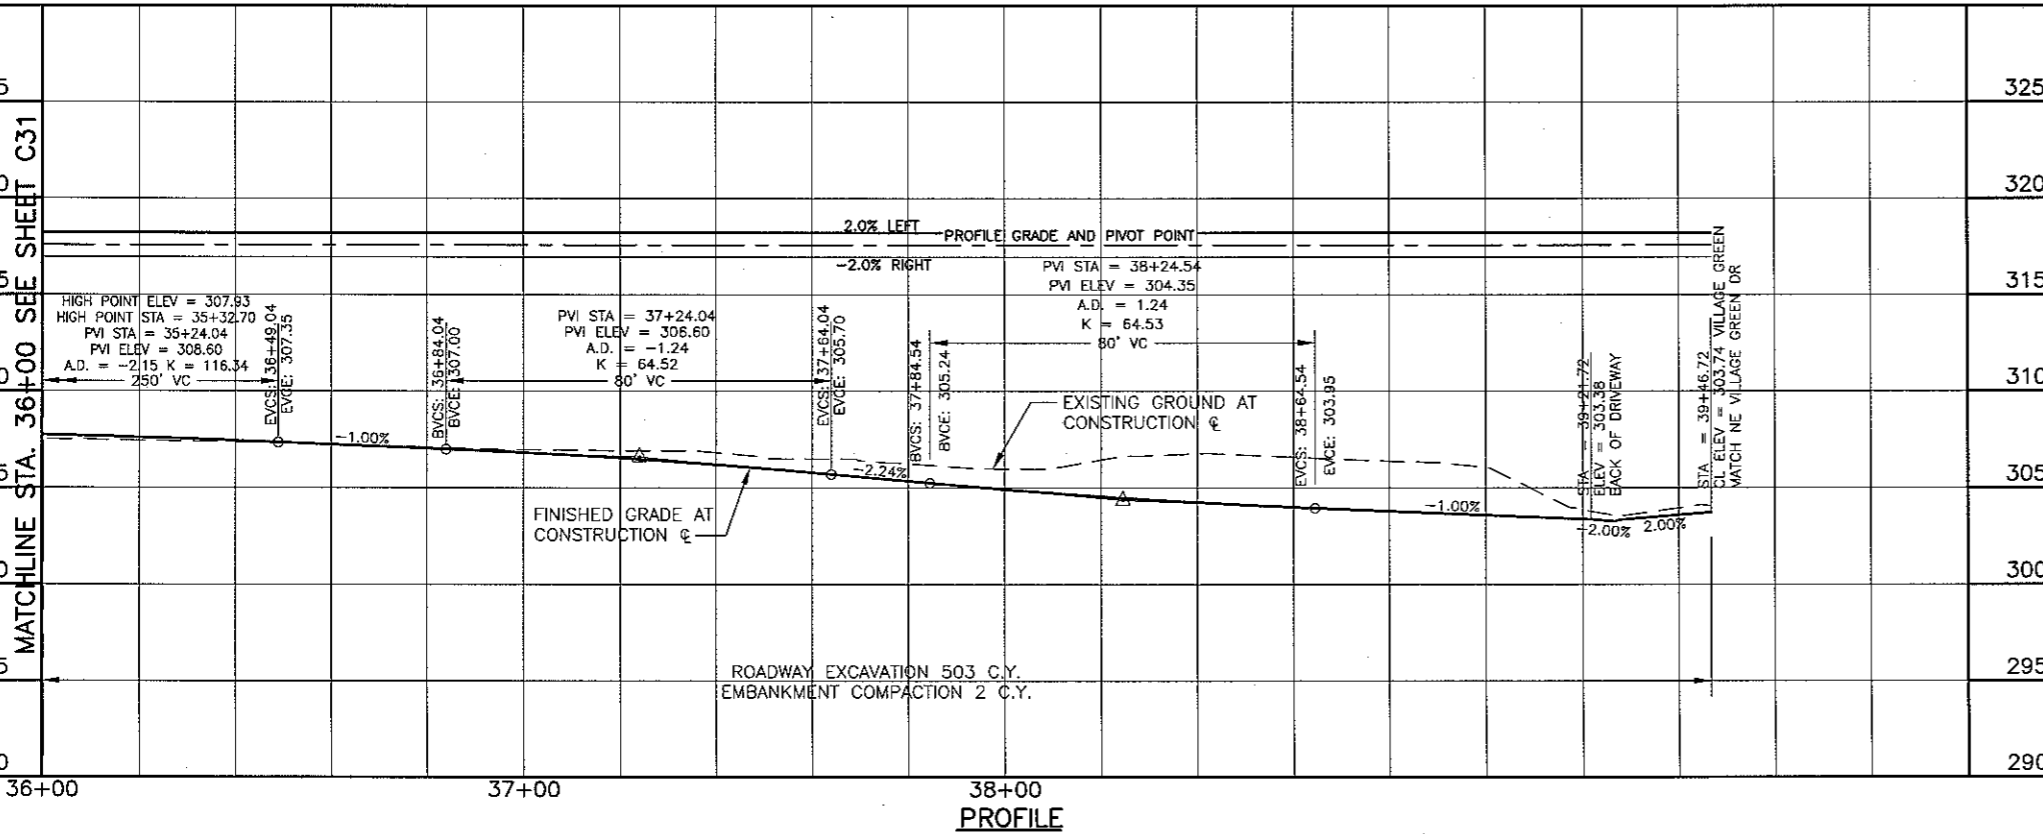 MATCHLINE STA. 36+00 SEE SHEET C31
325
320
315
310
305
300
295
290
2.0% LEFT
PROFILE GRADE AND PIVOT POINT
-2.0% RIGHT
HIGH POINT ELEV = 307.93
HIGH POINT STA = 35+32.70
PVI STA = 35+24.04
PVI ELEV = 308.60
A.D. = -2.15 K = 116.34
250' VC
EVCS: 36+49.04
EVCE: 307.35
-1.00%
BVCS: 36+84.04
BVCE: 307.00
PVI STA = 37+24.04
PVI ELEV = 306.60
A.D. = -1.24
K = 64.52
80' VC
EVCS: 37+64.04
EVCE: 305.70
-2.24%
BVCS: 37+84.54
BVCE: 305.24
PVI STA = 38+24.54
PVI ELEV = 304.35
A.D. = 1.24
K = 64.53
80' VC
EXISTING GROUND AT
CONSTRUCTION ℄
EVCS: 38+64.54
EVCE: 303.95
-1.00%
STA = 39+21.72
ELEV = 303.38
BACK OF DRIVEWAY
-2.00%
2.00%
STA = 39+46.72
CL ELEV = 303.74 VILLAGE GREEN
MATCH NE VILLAGE GREEN DR
FINISHED GRADE AT
CONSTRUCTION ℄
ROADWAY EXCAVATION 503 C.Y.
EMBANKMENT COMPACTION 2 C.Y.
36+00
37+00
38+00
PROFILE